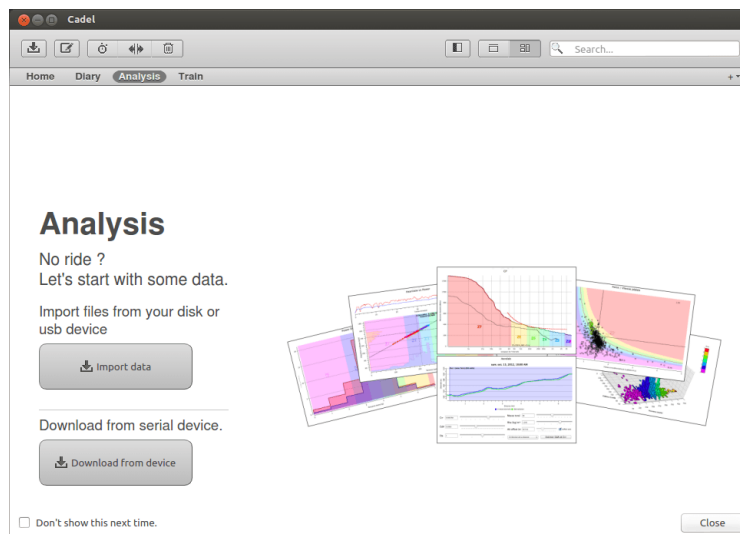 Cadel
Search...
Home Diary Analysis Train
+
Analysis
No ride ?
Let's start with some data.
Import files from your disk or
usb device
Import data
Download from serial device.
Download from device
Don't show this next time.
Close